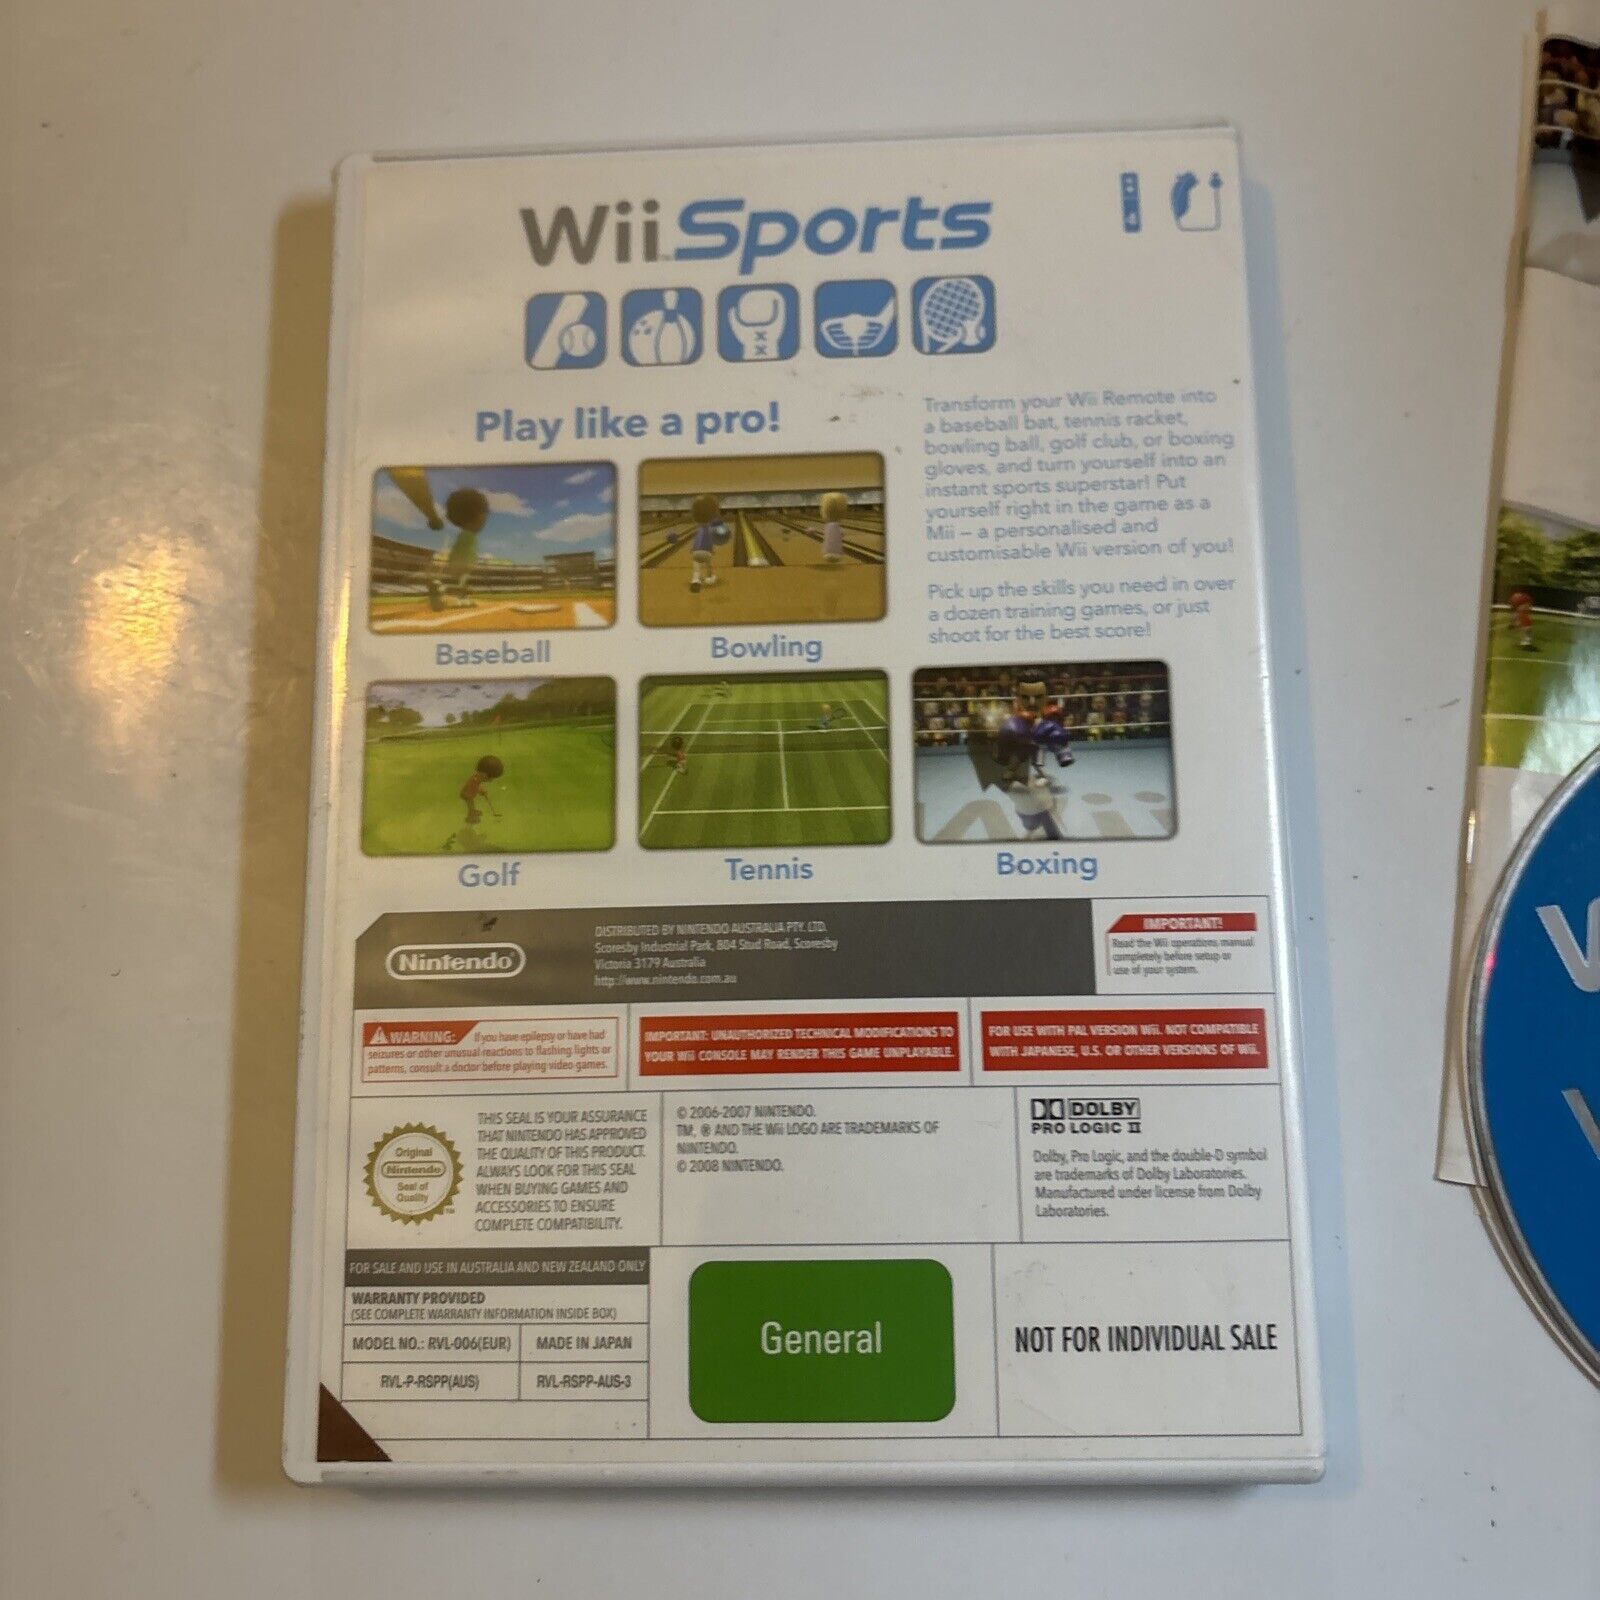 Wii Sports
Play like a pro!
Transform your Wii Remote into
a baseball bat, tennis racket,
bowling ball, golf club, or boxing
gloves, and turn yourself into an
instant sports superstar! Put
yourself right in the game as a
Mii – a personalised and
customisable Wii version of you!
Pick up the skills you need in over
a dozen training games, or just
shoot for the best score!
Baseball
Bowling
Golf
Tennis
Boxing
Nintendo
DISTRIBUTED BY NINTENDO AUSTRALIA PTY. LTD.
Scoresby Industrial Park, 804 Stud Road, Scoresby
Victoria 3179 Australia
http://www.nintendo.com.au
IMPORTANT!
Read the Wii operations manual
completely before setup or
use of your system.
WARNING: If you have epilepsy or have had
seizures or other unusual reactions to flashing lights or
patterns, consult a doctor before playing video games.
IMPORTANT: UNAUTHORIZED TECHNICAL MODIFICATIONS TO
YOUR Wii CONSOLE MAY RENDER THIS GAME UNPLAYABLE.
FOR USE WITH PAL VERSION Wii. NOT COMPATIBLE
WITH JAPANESE, U.S. OR OTHER VERSIONS OF Wii.
Original
Nintendo
Seal of
Quality
THIS SEAL IS YOUR ASSURANCE
THAT NINTENDO HAS APPROVED
THE QUALITY OF THIS PRODUCT.
ALWAYS LOOK FOR THIS SEAL
WHEN BUYING GAMES AND
ACCESSORIES TO ENSURE
COMPLETE COMPATIBILITY.
© 2006-2007 NINTENDO.
TM, ® AND THE Wii LOGO ARE TRADEMARKS OF
NINTENDO.
© 2008 NINTENDO.
DOLBY
PRO LOGIC II
Dolby, Pro Logic, and the double-D symbol
are trademarks of Dolby Laboratories.
Manufactured under license from Dolby
Laboratories.
FOR SALE AND USE IN AUSTRALIA AND NEW ZEALAND ONLY
WARRANTY PROVIDED
(SEE COMPLETE WARRANTY INFORMATION INSIDE BOX)
MODEL NO.: RVL-006(EUR)
MADE IN JAPAN
RVL-P-RSPP(AUS)
RVL-RSPP-AUS-3
General
NOT FOR INDIVIDUAL SALE